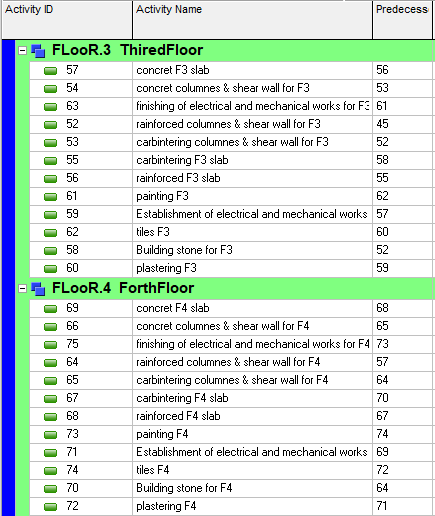 Activity ID Activity Name Predecess
FLooR.3 ThiredFloor
57 concret F3 slab 56
54 concret columnes & shear wall for F3 53
63 finishing of electrical and mechanical works for F3 61
52 rainforced columnes & shear wall for F3 45
53 carbintering columnes & shear wall for F3 52
55 carbintering F3 slab 58
56 rainforced F3 slab 55
61 painting F3 62
59 Establishment of electrical and mechanical works 57
62 tiles F3 60
58 Building stone for F3 52
60 plastering F3 59
FLooR.4 ForthFloor
69 concret F4 slab 68
66 concret columnes & shear wall for F4 65
75 finishing of electrical and mechanical works for F4 73
64 rainforced columnes & shear wall for F4 57
65 carbintering columnes & shear wall for F4 64
67 carbintering F4 slab 70
68 rainforced F4 slab 67
73 painting F4 74
71 Establishment of electrical and mechanical works 69
74 tiles F4 72
70 Building stone for F4 64
72 plastering F4 71